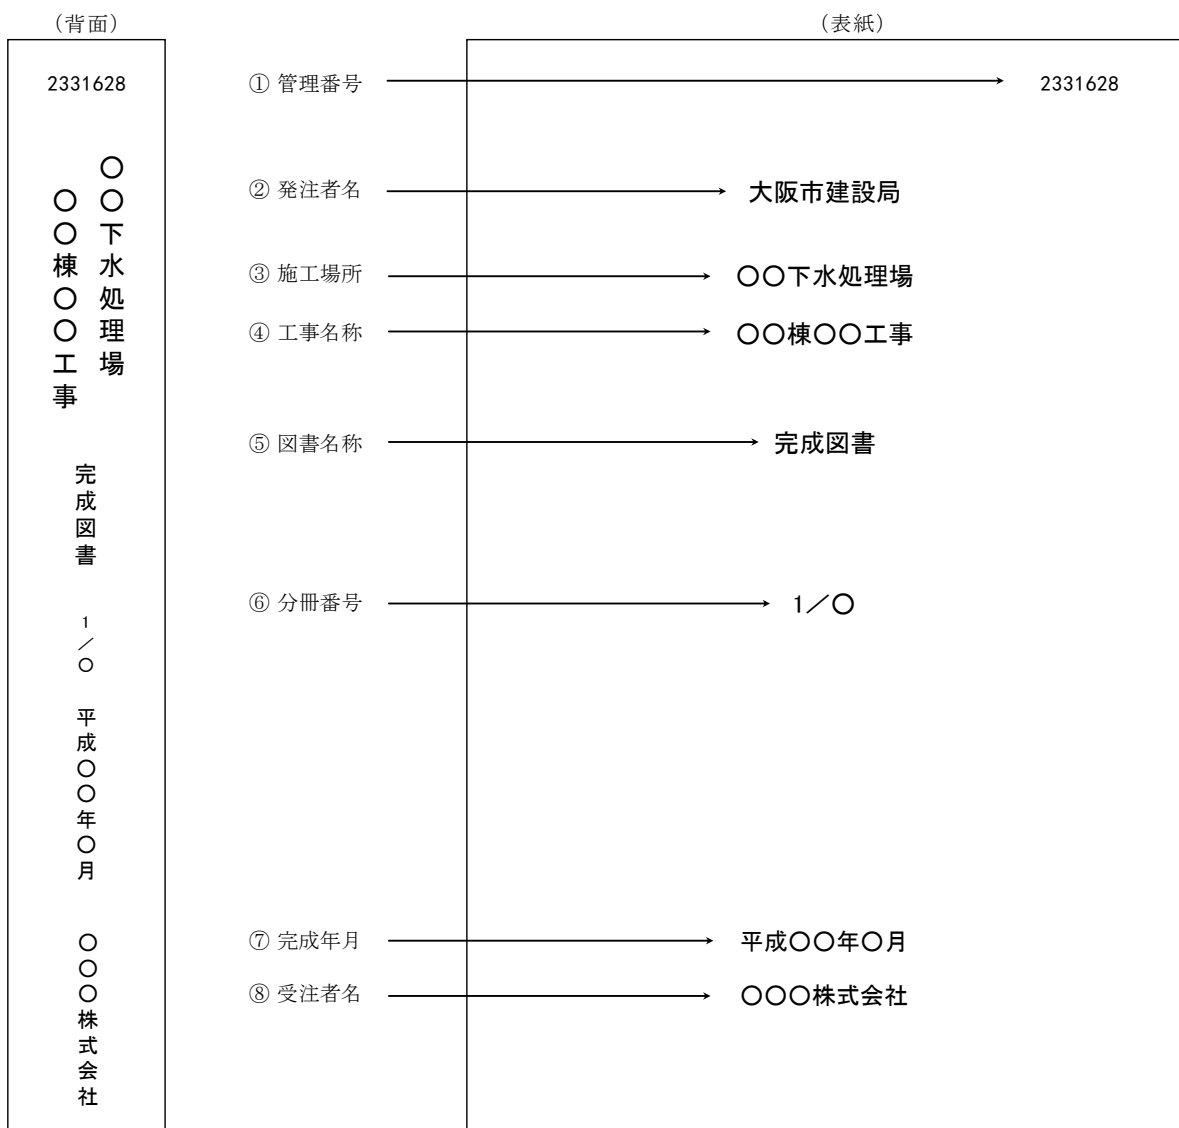 (背面)
2331628
〇〇下水処理場
〇〇棟〇〇工事
完成図書
1／〇
平成〇〇年〇月
〇〇〇株式会社
(表紙)
① 管理番号
2331628
② 発注者名
大阪市建設局
③ 施工場所
〇〇下水処理場
④ 工事名称
〇〇棟〇〇工事
⑤ 図書名称
完成図書
⑥ 分冊番号
1／〇
⑦ 完成年月
平成〇〇年〇月
⑧ 受注者名
〇〇〇株式会社